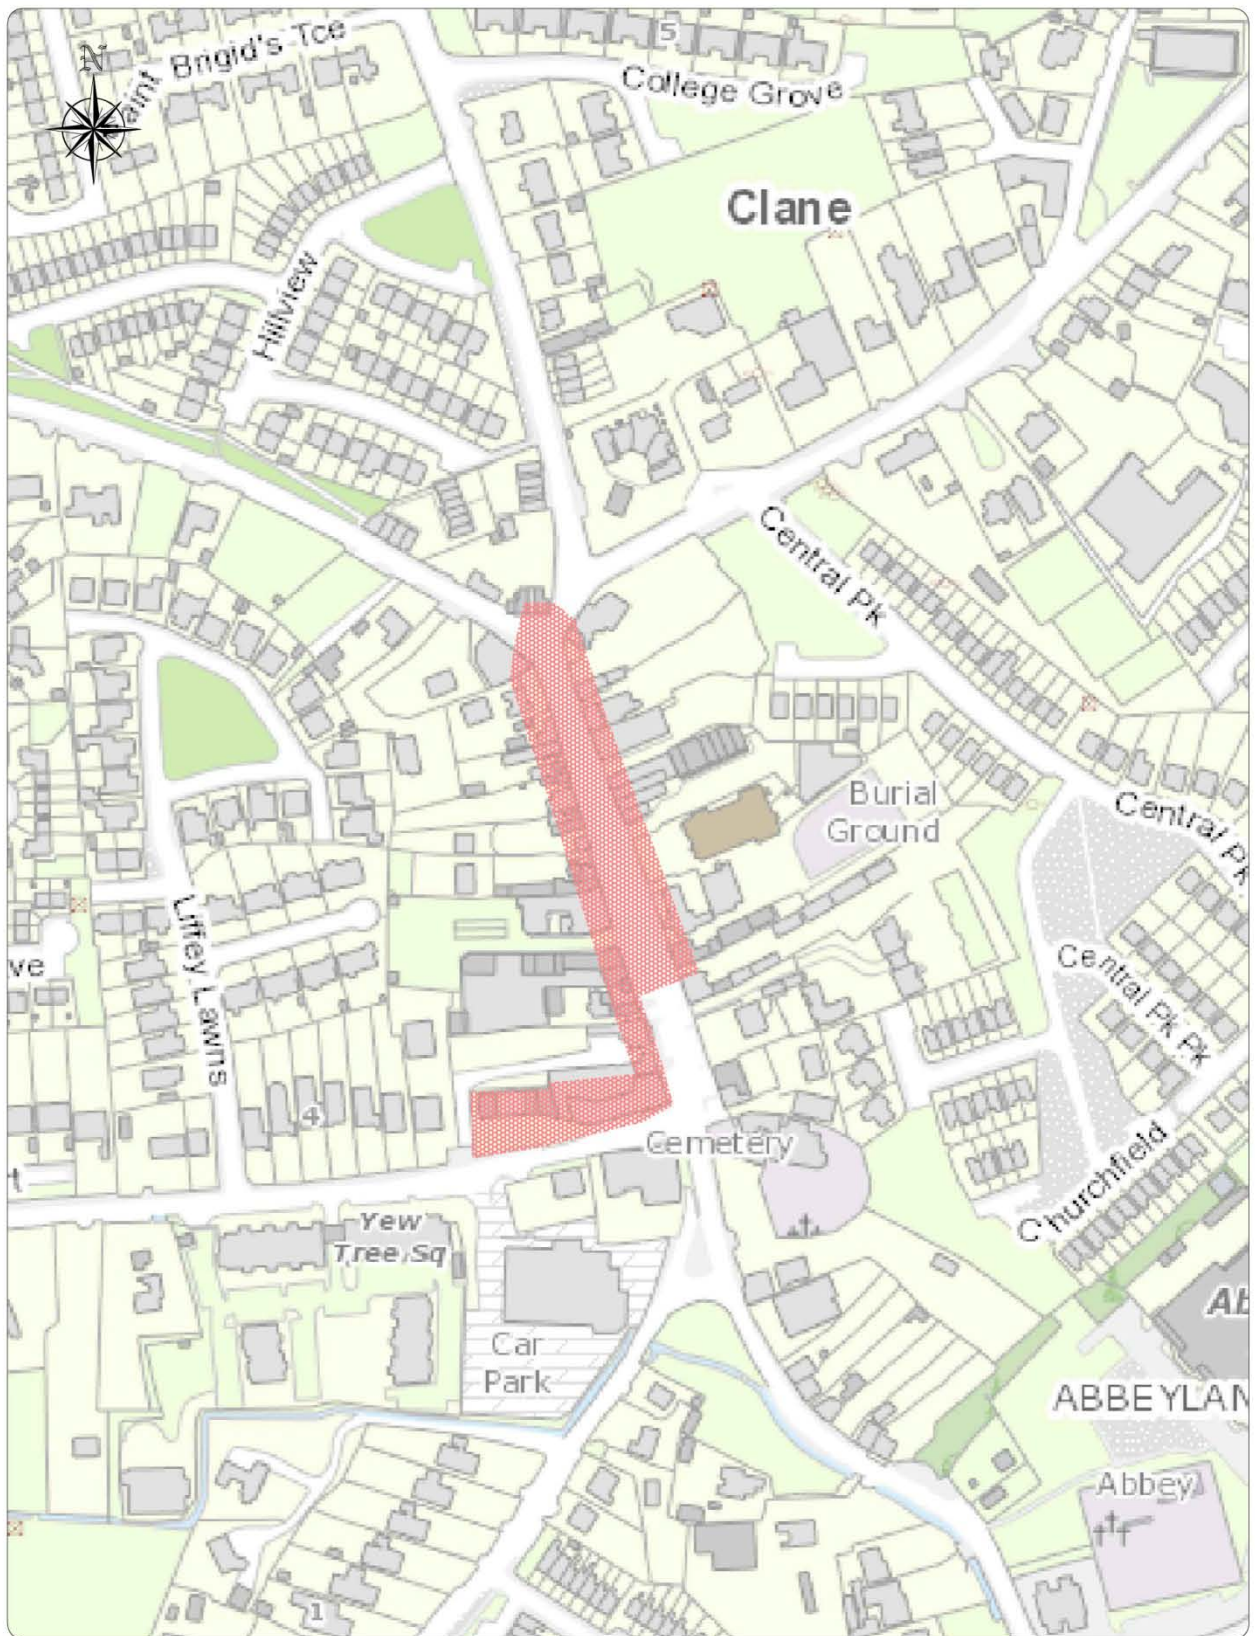 N
Saint Brigid's Tce
5
College Grove
Clane
Hillview
Central Pk
Burial
Ground
Central Pk
Liffey Lawns
ve
Central Pk Pk
4
Cemetery
Churchfield
t
Yew
Tree Sq
Ab
Car
Park
ABBEYLAN
Abbey
1